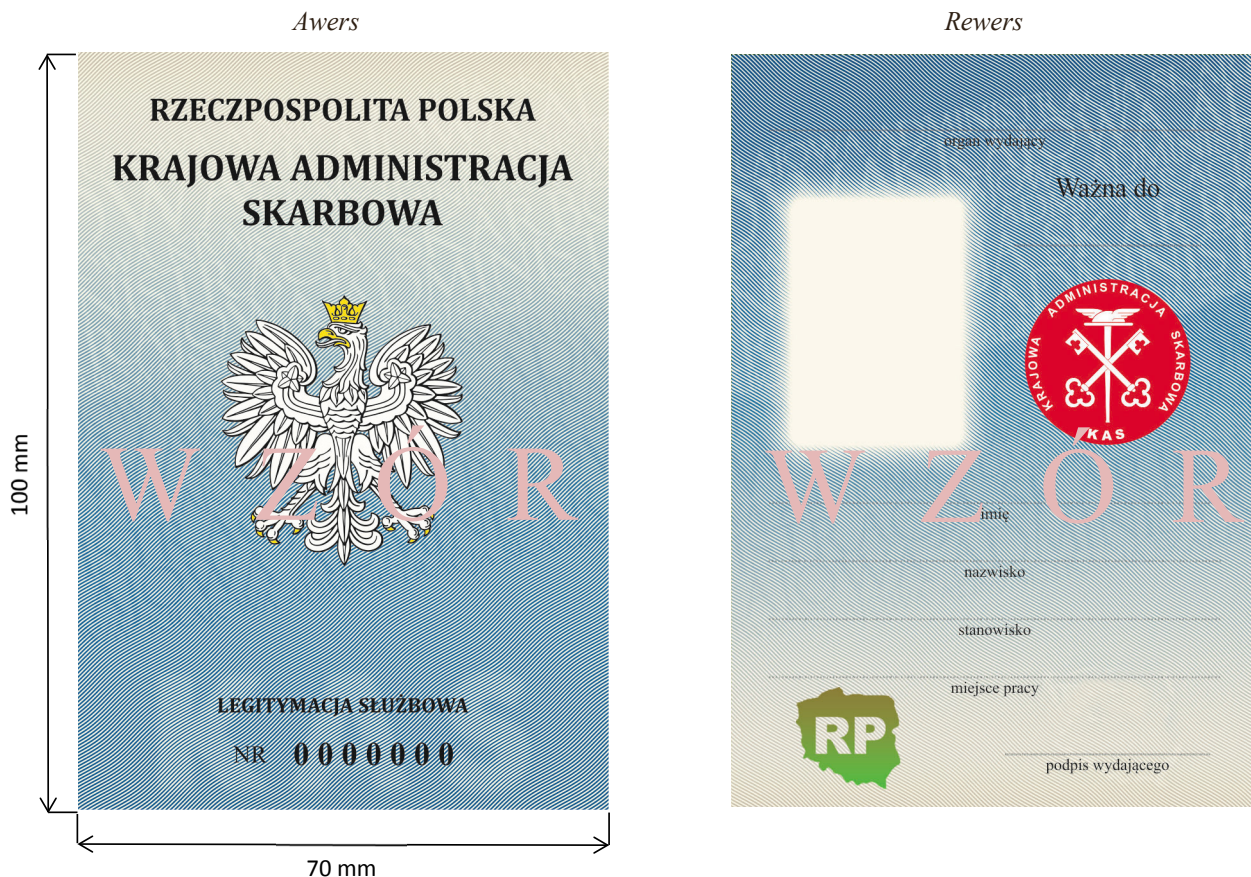 Awers
Rewers
100 mm
RZECZPOSPOLITA POLSKA
KRAJOWA ADMINISTRACJA
SKARBOWA
W Z Ó R
LEGITYMACJA SŁUŻBOWA
NR 0000000
70 mm
organ wydający
Ważna do
KRAJOWA ADMINISTRACJA SKARBOWA
KAS
W Z Ó R
imię
nazwisko
stanowisko
miejsce pracy
RP
podpis wydającego